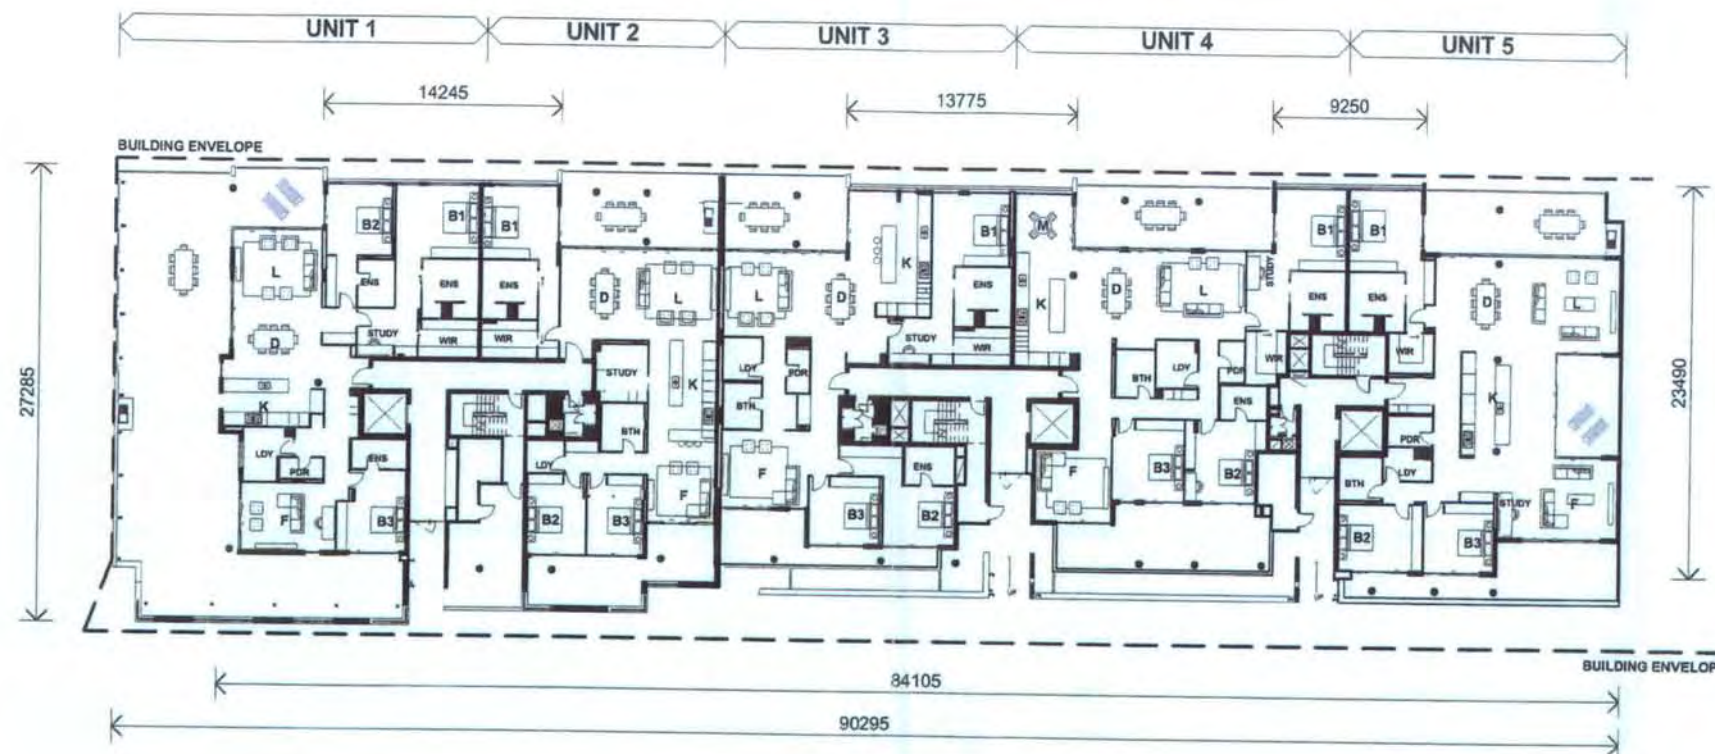 UNIT 1
UNIT 2
UNIT 3
UNIT 4
UNIT 5
14245
13775
9250
BUILDING ENVELOPE
27285
23490
B2
B1
B1
L
ENS
ENS
ENS
D
STUDY
WIR
WIR
K
LDY
PDR
ENS
F
B3
D
L
STUDY
K
BTH
LDY
B2
B3
F
L
D
K
B1
ENS
STUDY
WIR
LDY
PDR
BTH
F
ENS
B3
B2
M
K
D
L
STUDY
B1
ENS
WIR
BTH
LDY
PDR
ENS
F
B3
B2
B1
ENS
WIR
D
L
K
PDR
LDY
BTH
STUDY
F
B2
B3
BUILDING ENVELOP
84105
90295